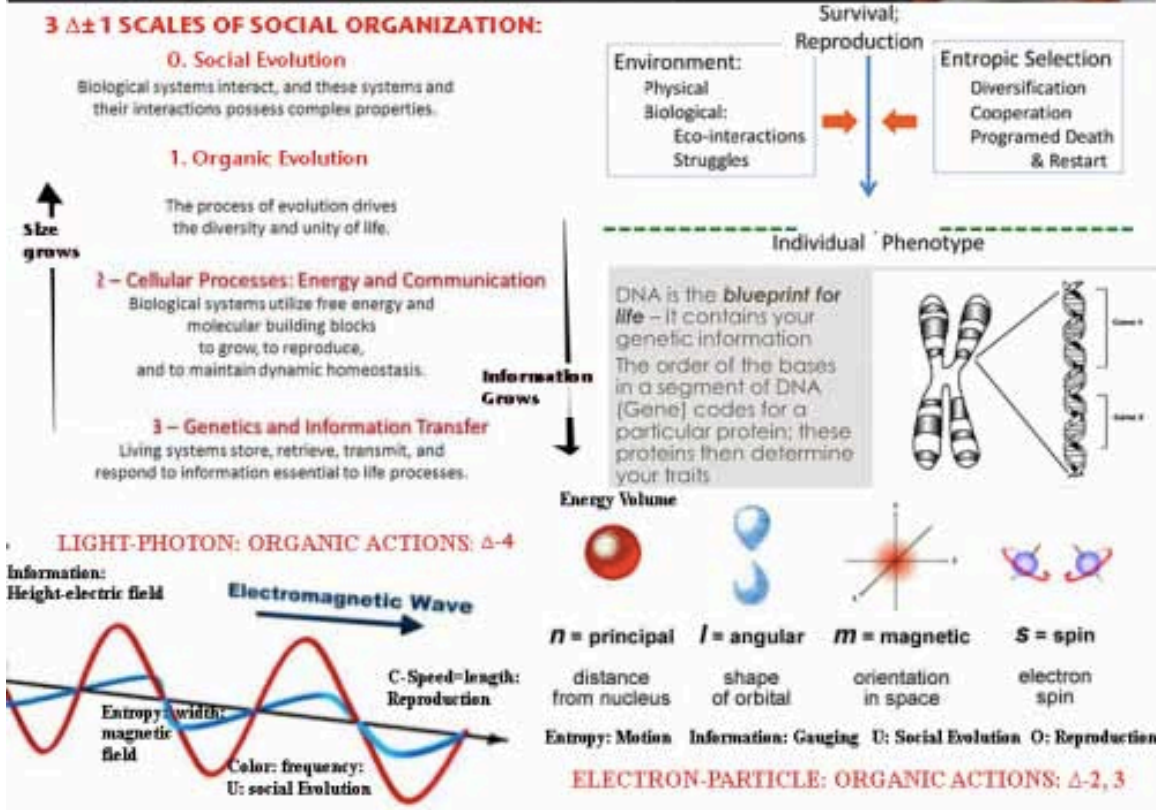 3 Δ±1 SCALES OF SOCIAL ORGANIZATION:
0. Social Evolution
Biological systems interact, and these systems and
their interactions possess complex properties.
1. Organic Evolution
The process of evolution drives
the diversity and unity of life.
Size
grows
2 – Cellular Processes: Energy and Communication
Biological systems utilize free energy and
molecular building blocks
to grow, to reproduce,
and to maintain dynamic homeostasis.
Information
Grows
3 – Genetics and Information Transfer
Living systems store, retrieve, transmit, and
respond to information essential to life processes.
Survival;
Reproduction
Environment:
Physical
Biological:
Eco-interactions
Struggles
Entropic Selection
Diversification
Cooperation
Programed Death
& Restart
Individual Phenotype
DNA is the blueprint for
life – it contains your
genetic information
The order of the bases
in a segment of DNA
(Gene) codes for a
particular protein; these
proteins then determine
your traits
LIGHT-PHOTON: ORGANIC ACTIONS: Δ-4
Information:
Height-electric field
Electromagnetic Wave
C-Speed=length:
Reproduction
Entropy: width:
magnetic
field
Color: frequency:
U: social Evolution
Energy Volume
n = principal
distance
from nucleus
Entropy: Motion
l = angular
shape
of orbital
Information: Gauging
m = magnetic
orientation
in space
U: Social Evolution
s = spin
electron
spin
O: Reproduction
ELECTRON-PARTICLE: ORGANIC ACTIONS: Δ-2, 3